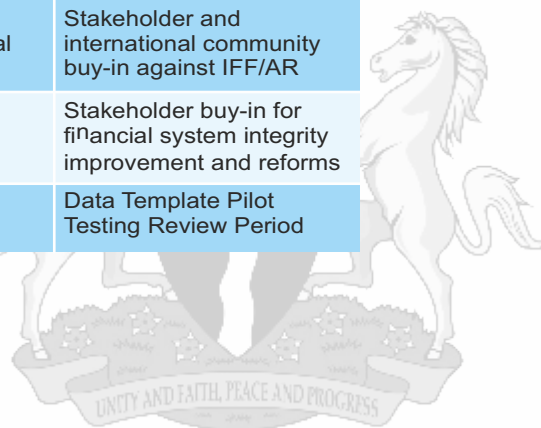 Stakeholder and
al international community
buy-in against IFF/AR
Stakeholder buy-in for
financial system integrity
improvement and reforms
Data Template Pilot
Testing Review Period
UNITY AND FAITH, PEACE AND PROGRESS